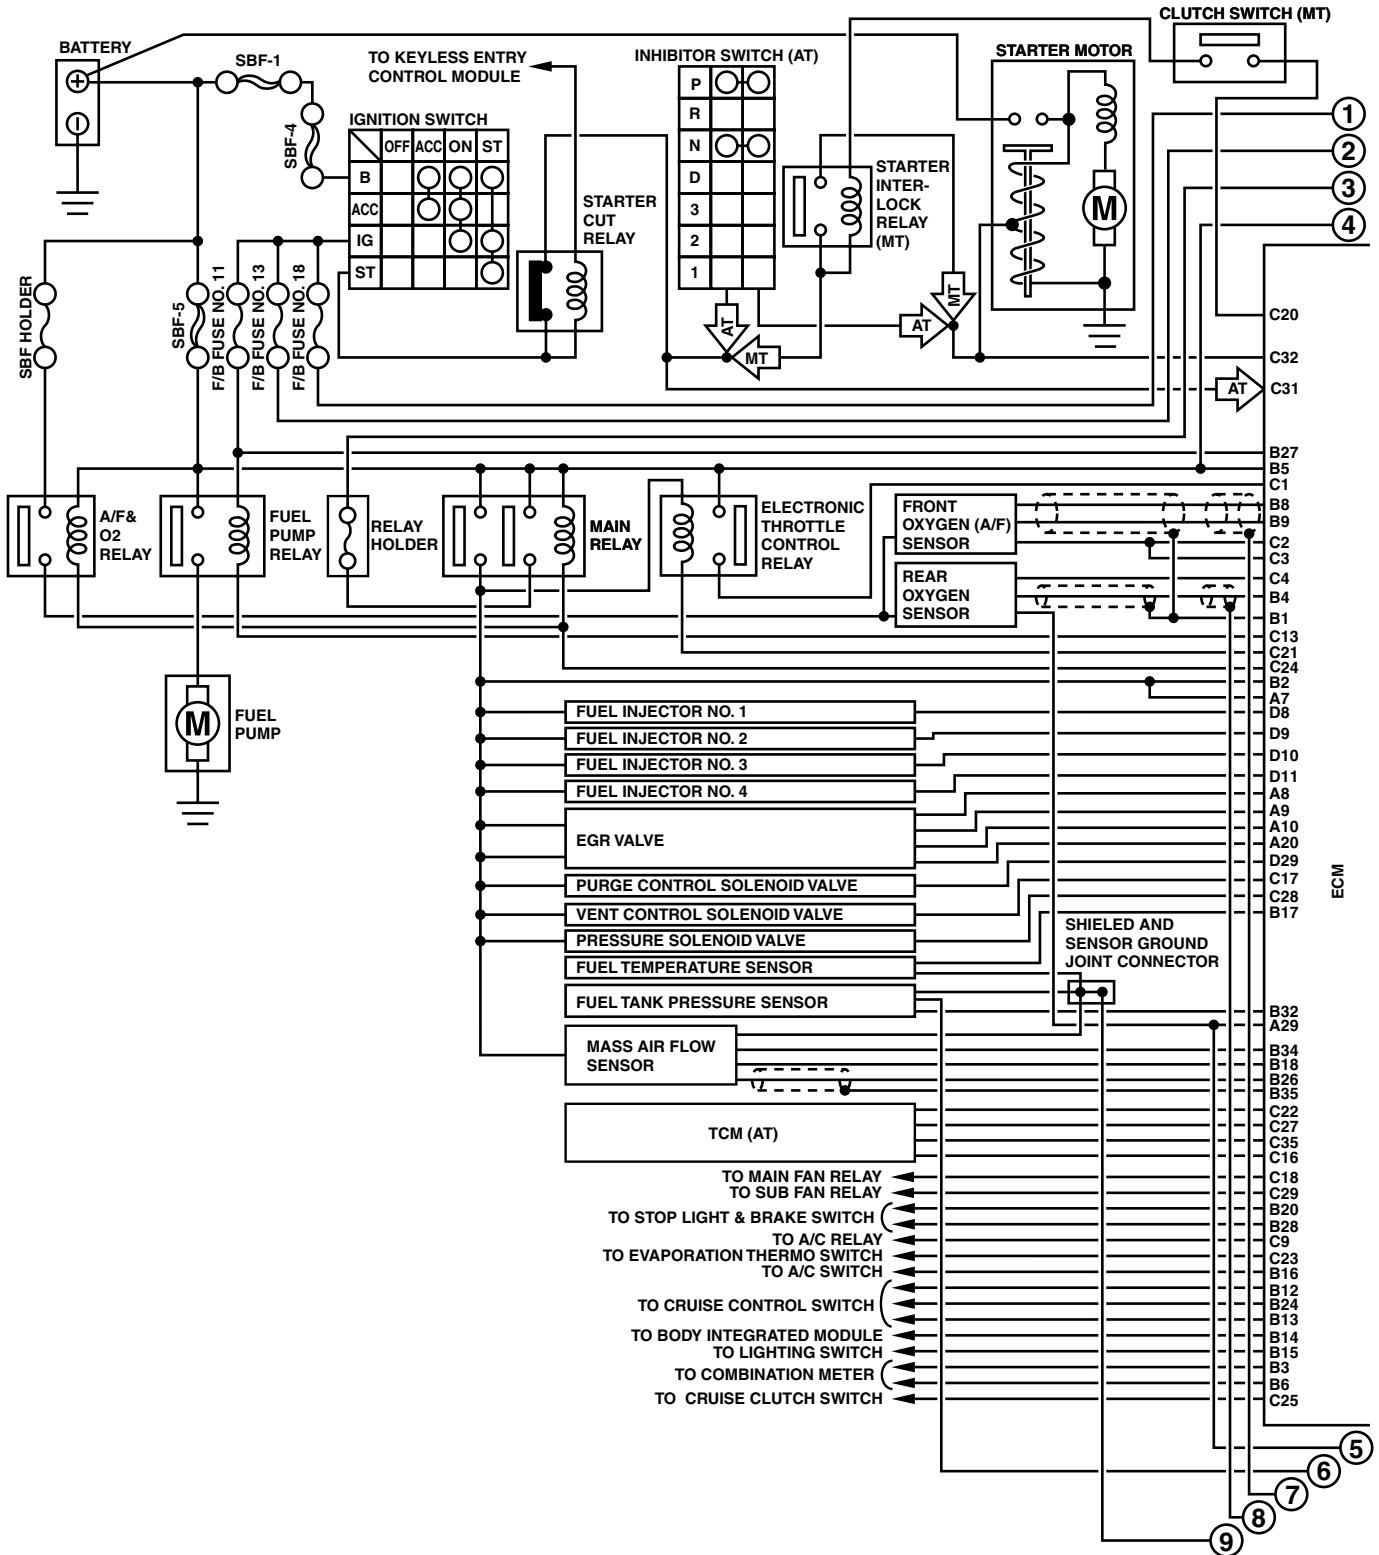 CLUTCH SWITCH (MT)
BATTERY
SBF-1
TO KEYLESS ENTRY
CONTROL MODULE
INHIBITOR SWITCH (AT)
STARTER MOTOR
P
R
N
D
3
2
1
IGNITION SWITCH
OFF ACC ON ST
B
ACC
IG
ST
SBF-4
STARTER
CUT
RELAY
STARTER
INTER-
LOCK
RELAY
(MT)
M
1
2
3
4
SBF HOLDER
SBF-5
F/B FUSE NO. 11
F/B FUSE NO. 13
F/B FUSE NO. 18
AT
MT
AT
MT
AT
C20
C32
C31
B27
B5
C1
B8
B9
C2
C3
C4
B4
B1
C13
C21
C24
B2
A7
D8
D9
D10
D11
A8
A9
A10
A20
D29
C17
C28
B17
B32
A29
B34
B18
B26
B35
C22
C27
C35
C16
C18
C29
B20
B28
C9
C23
B16
B12
B24
B13
B14
B15
B3
B6
C25
ECM
A/F&
O2
RELAY
FUEL
PUMP
RELAY
RELAY
HOLDER
MAIN
RELAY
ELECTRONIC
THROTTLE
CONTROL
RELAY
FRONT
OXYGEN (A/F)
SENSOR
REAR
OXYGEN
SENSOR
M
FUEL
PUMP
FUEL INJECTOR NO. 1
FUEL INJECTOR NO. 2
FUEL INJECTOR NO. 3
FUEL INJECTOR NO. 4
EGR VALVE
PURGE CONTROL SOLENOID VALVE
VENT CONTROL SOLENOID VALVE
PRESSURE SOLENOID VALVE
FUEL TEMPERATURE SENSOR
FUEL TANK PRESSURE SENSOR
SHIELED AND
SENSOR GROUND
JOINT CONNECTOR
MASS AIR FLOW
SENSOR
TCM (AT)
TO MAIN FAN RELAY
TO SUB FAN RELAY
TO STOP LIGHT & BRAKE SWITCH
TO A/C RELAY
TO EVAPORATION THERMO SWITCH
TO A/C SWITCH
TO CRUISE CONTROL SWITCH
TO BODY INTEGRATED MODULE
TO LIGHTING SWITCH
TO COMBINATION METER
TO CRUISE CLUTCH SWITCH
5
6
7
8
9